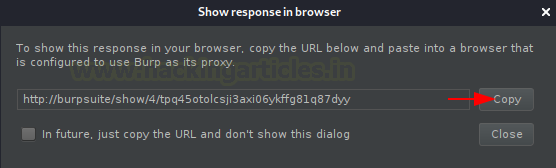 Show response in browser
To show this response in your browser, copy the URL below and paste into a browser that
is configured to use Burp as its proxy.
www.hackingarticles.in
http://burpsuite/show/4/tpq45otolcsji3axi06ykffg81q87dyy
Copy
In future, just copy the URL and don't show this dialog
Close